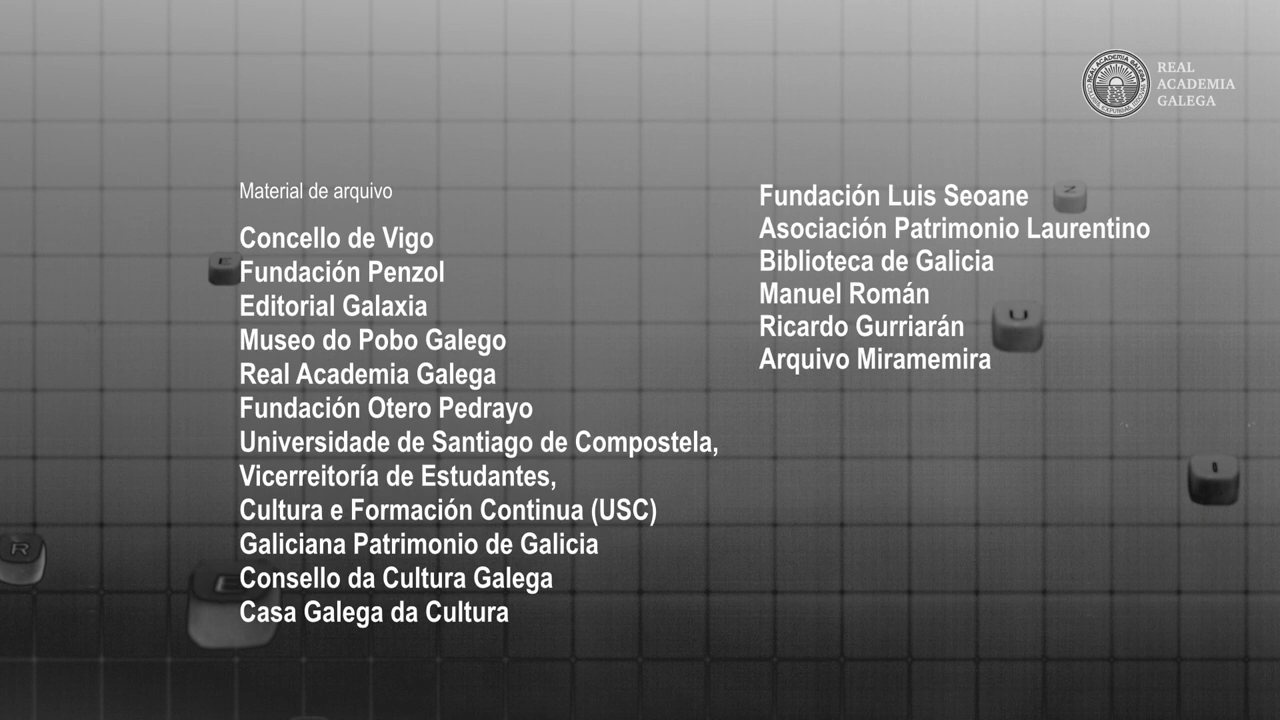 REAL
ACADEMIA
GALEGA
Material de arquivo
Concello de Vigo
Fundación Penzol
Editorial Galaxia
Museo do Pobo Galego
Real Academia Galega
Fundación Otero Pedrayo
Universidade de Santiago de Compostela,
Vicerreitoría de Estudantes,
Cultura e Formación Continua (USC)
Galiciana Patrimonio de Galicia
Consello da Cultura Galega
Casa Galega da Cultura
Fundación Luis Seoane
Asociación Patrimonio Laurentino
Biblioteca de Galicia
Manuel Román
Ricardo Gurriarán
Arquivo Miramemira
Z
E
U
I
R
E